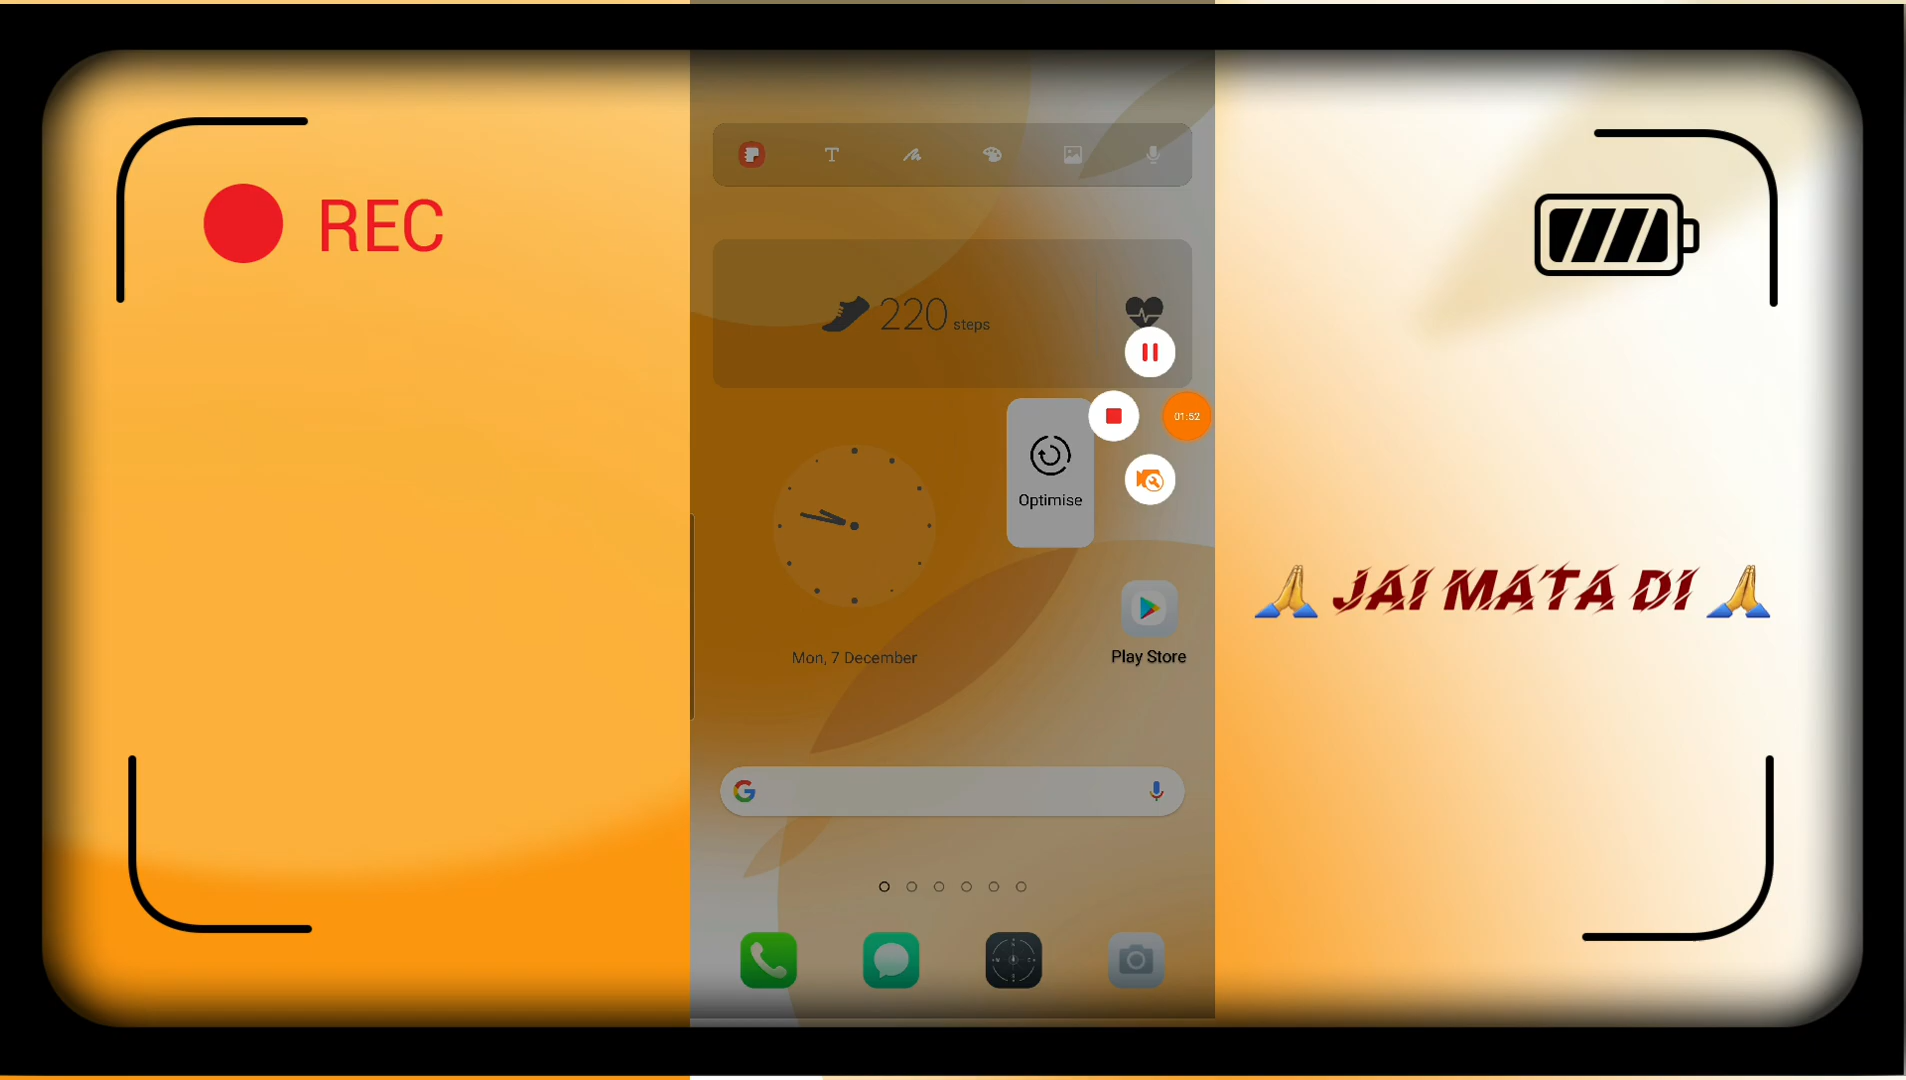 REC
220 steps
01:52
Optimise
🙏 JAI MATA DI 🙏
Mon, 7 December
Play Store